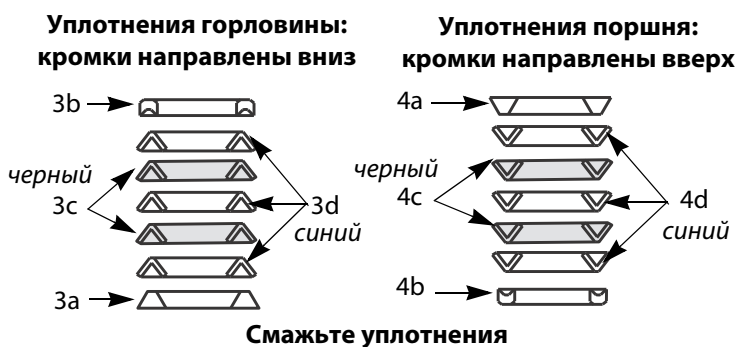 Уплотнения горловины:
кромки направлены вниз
3b
черный
3c
3d
синий
3a
Уплотнения поршня:
кромки направлены вверх
4a
черный
4c
4d
синий
4b
Смажьте уплотнения